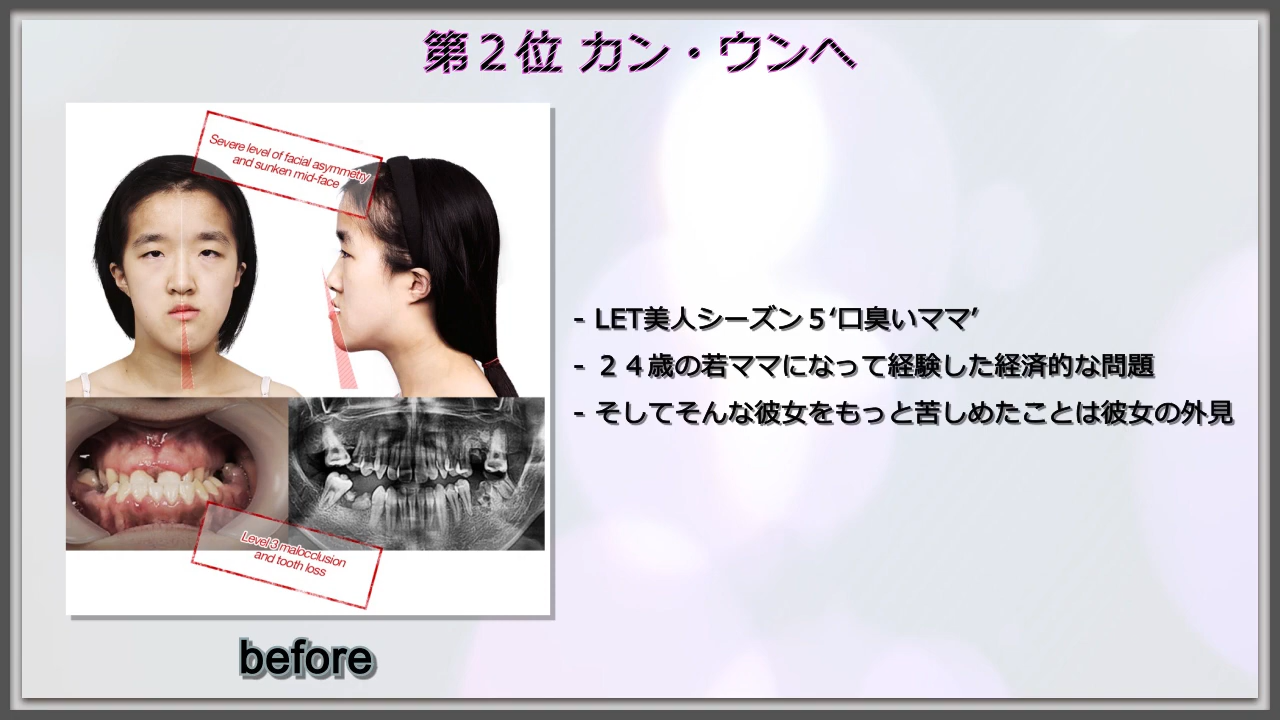 第２位 カン・ウンヘ
Severe level of facial asymmetry
and sunken mid-face
- LET美人シーズン５‘口臭いママ’
- ２４歳の若ママになって経験した経済的な問題
- そしてそんな彼女をもっと苦しめたことは彼女の外見
Level 3 malocclusion
and tooth loss
before